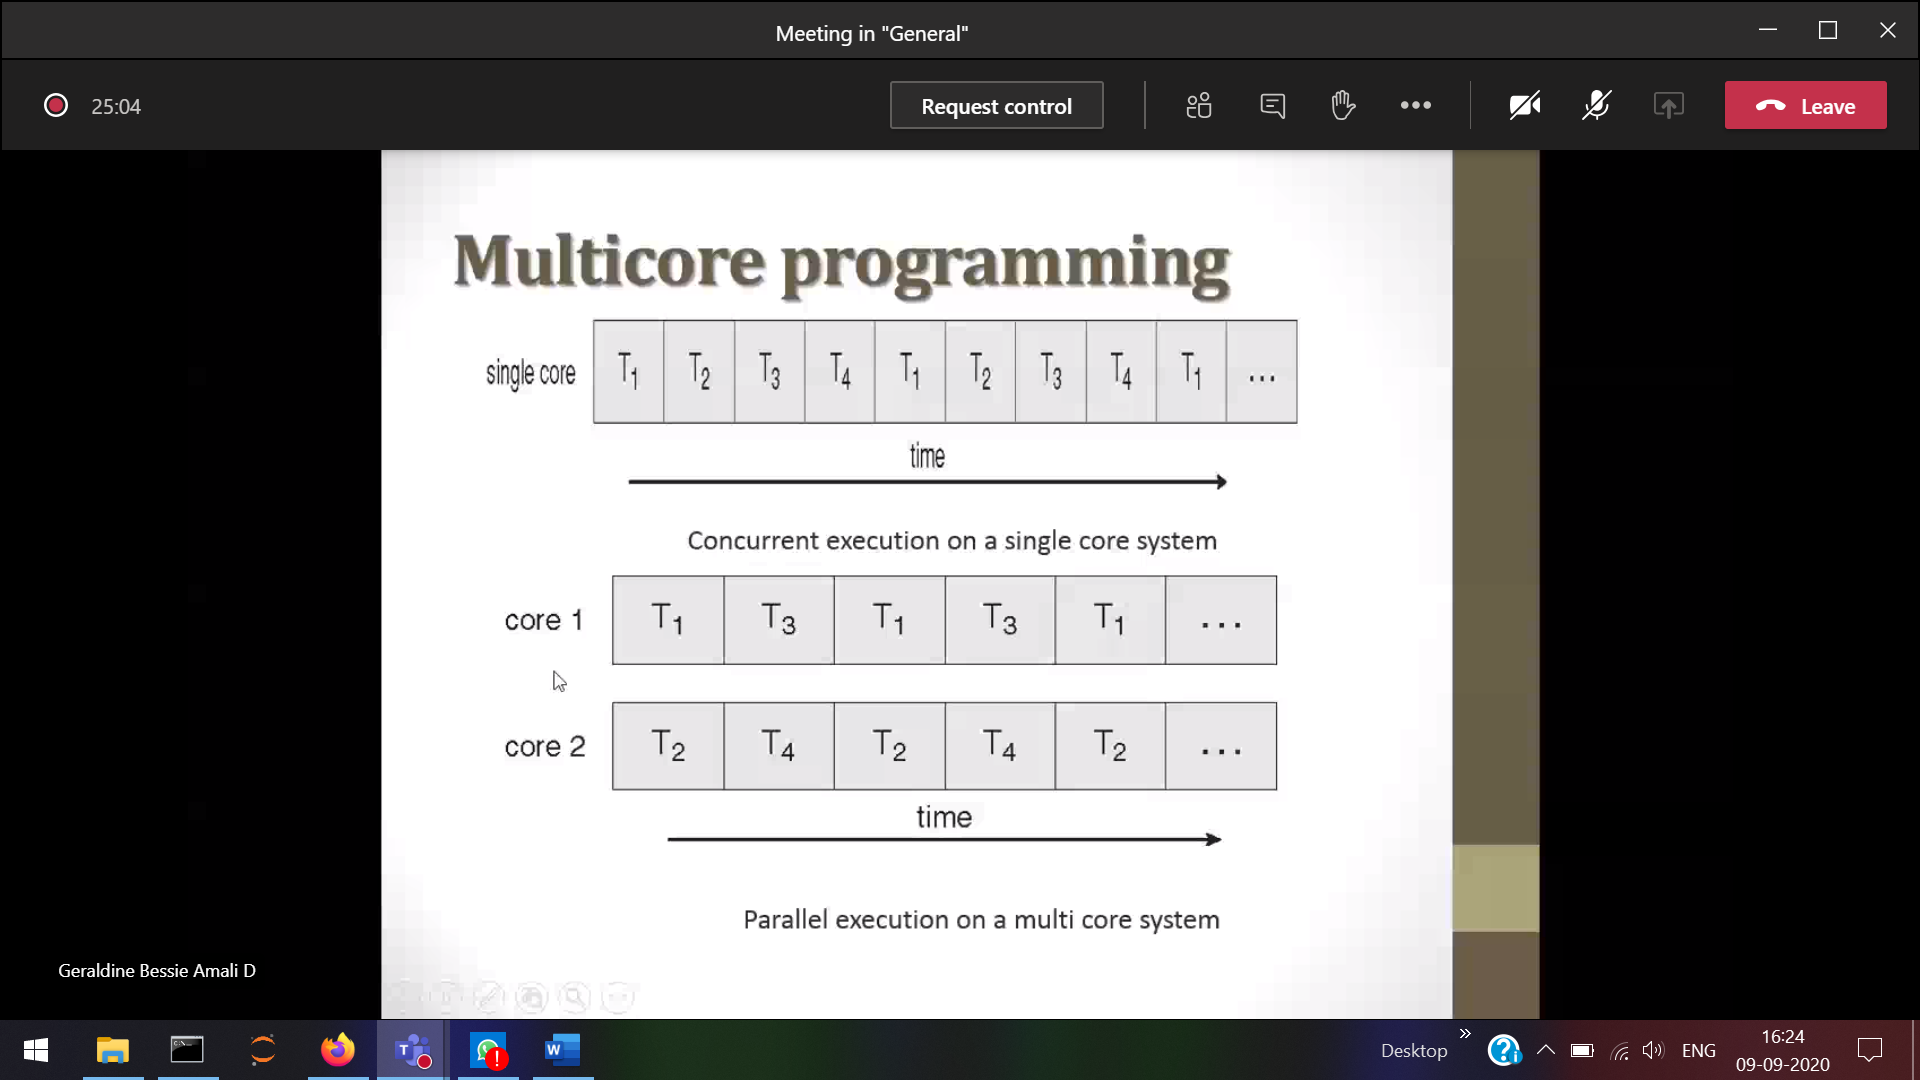 Meeting in "General"
25:04
Request control
Leave
Multicore programming
single core T1 T2 T3 T4 T1 T2 T3 T4 T1 ...
time
Concurrent execution on a single core system
core 1 T1 T3 T1 T3 T1 ...
core 2 T2 T4 T2 T4 T2 ...
time
Parallel execution on a multi core system
Geraldine Bessie Amali D
Desktop
ENG
16:24
09-09-2020